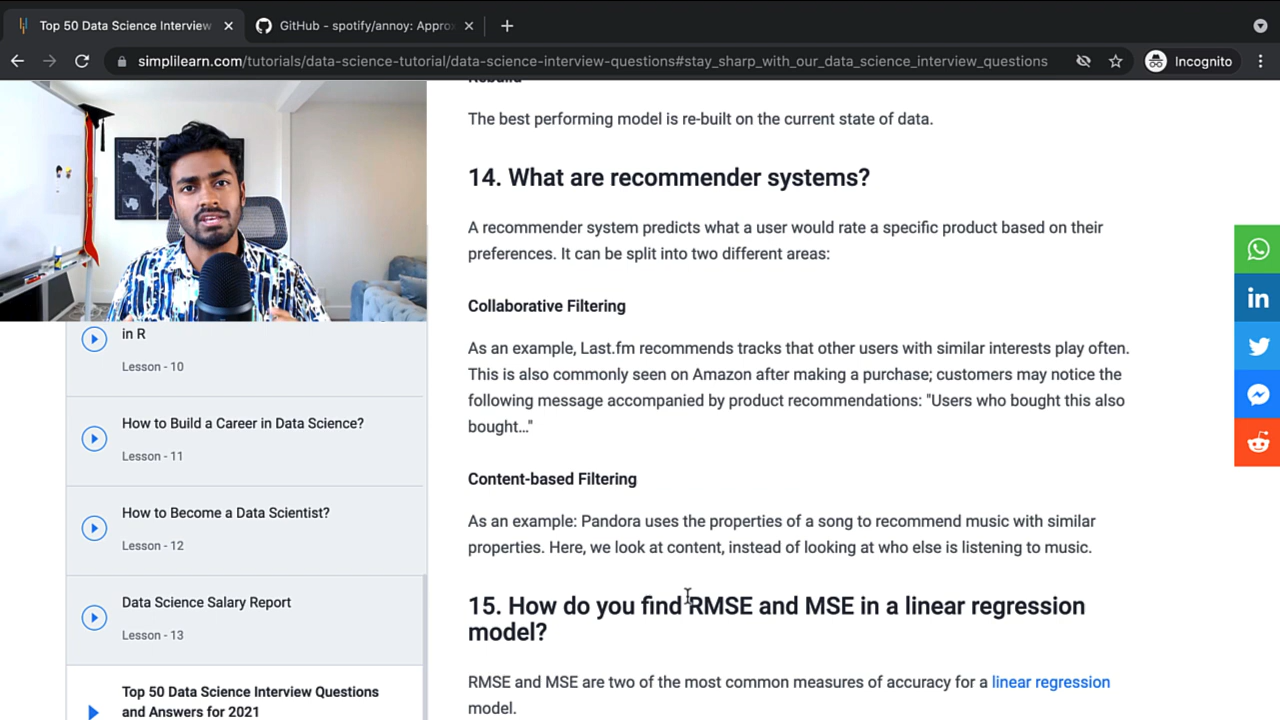 Top 50 Data Science Interview
GitHub - spotify/annoy: Appro
simplilearn.com/tutorials/data-science-tutorial/data-science-interview-questions#stay_sharp_with_our_data_science_interview_questions
Incognito
Rebuild
The best performing model is re-built on the current state of data.
14. What are recommender systems?
A recommender system predicts what a user would rate a specific product based on their
preferences. It can be split into two different areas:
Collaborative Filtering
As an example, Last.fm recommends tracks that other users with similar interests play often.
This is also commonly seen on Amazon after making a purchase; customers may notice the
following message accompanied by product recommendations: "Users who bought this also
bought…"
Content-based Filtering
As an example: Pandora uses the properties of a song to recommend music with similar
properties. Here, we look at content, instead of looking at who else is listening to music.
15. How do you find RMSE and MSE in a linear regression
model?
RMSE and MSE are two of the most common measures of accuracy for a linear regression
model.
in R
Lesson - 10
How to Build a Career in Data Science?
Lesson - 11
How to Become a Data Scientist?
Lesson - 12
Data Science Salary Report
Lesson - 13
Top 50 Data Science Interview Questions
and Answers for 2021
in